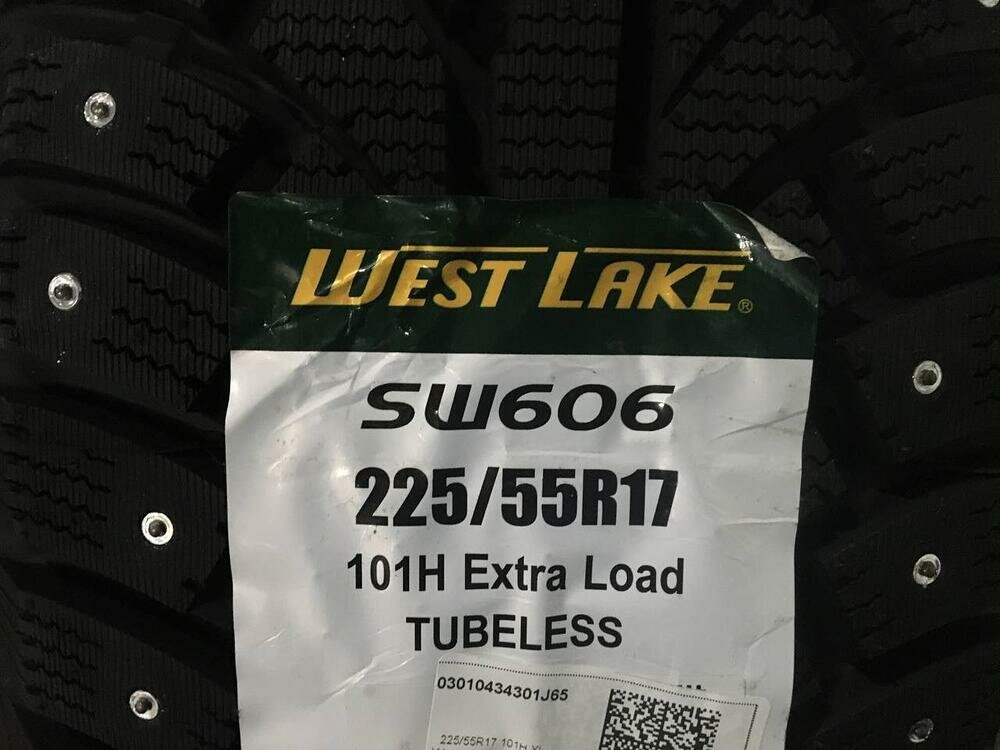 WEST LAKE®
SW606
225/55R17
101H Extra Load
TUBELESS
03010434301J65
225/55R17 101H